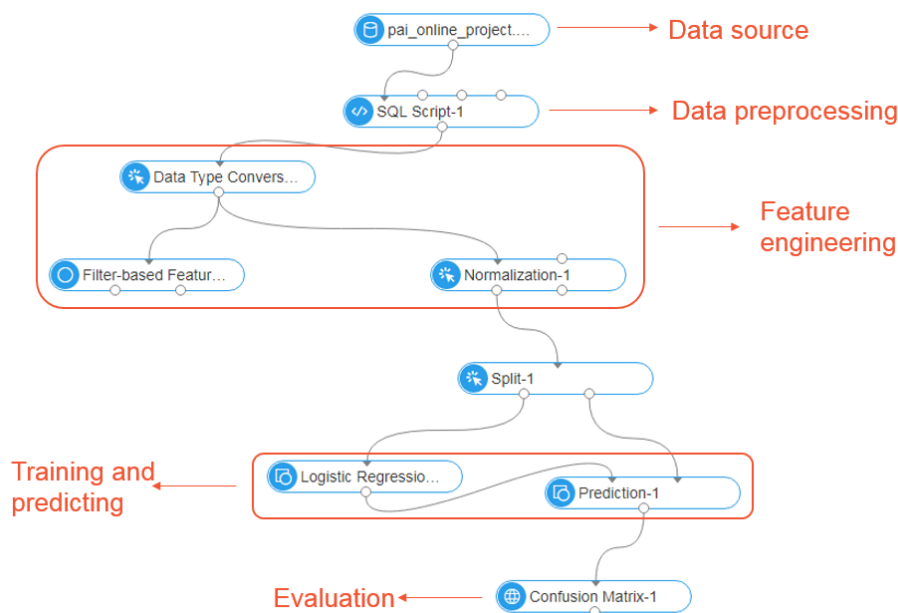 pai_online_project....
Data source
SQL Script-1
Data preprocessing
Data Type Convers...
Feature
engineering
Filter-based Featur...
Normalization-1
Split-1
Training and
predicting
Logistic Regressio...
Prediction-1
Evaluation
Confusion Matrix-1